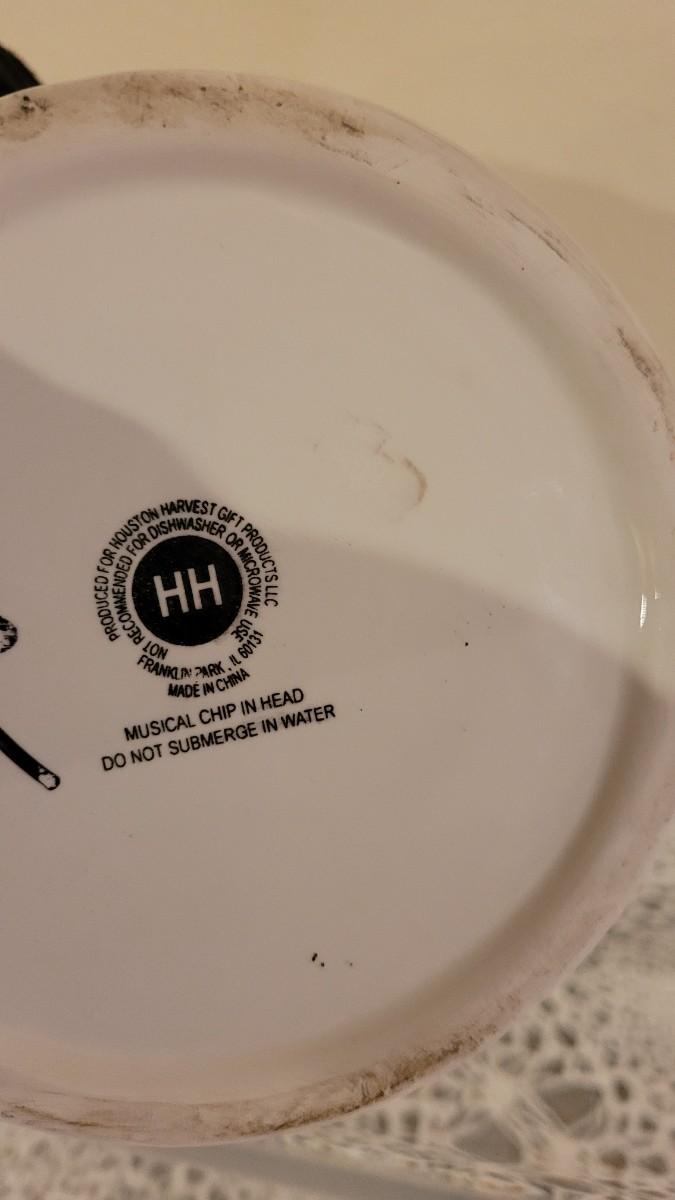 PRODUCED FOR HOUSTON HARVEST GIFT PRODUCTS LLC
NOT RECOMMENDED FOR DISHWASHER OR MICROWAVE USE
HH
FRANKLIN PARK . IL 60131
MADE IN CHINA
MUSICAL CHIP IN HEAD
DO NOT SUBMERGE IN WATER